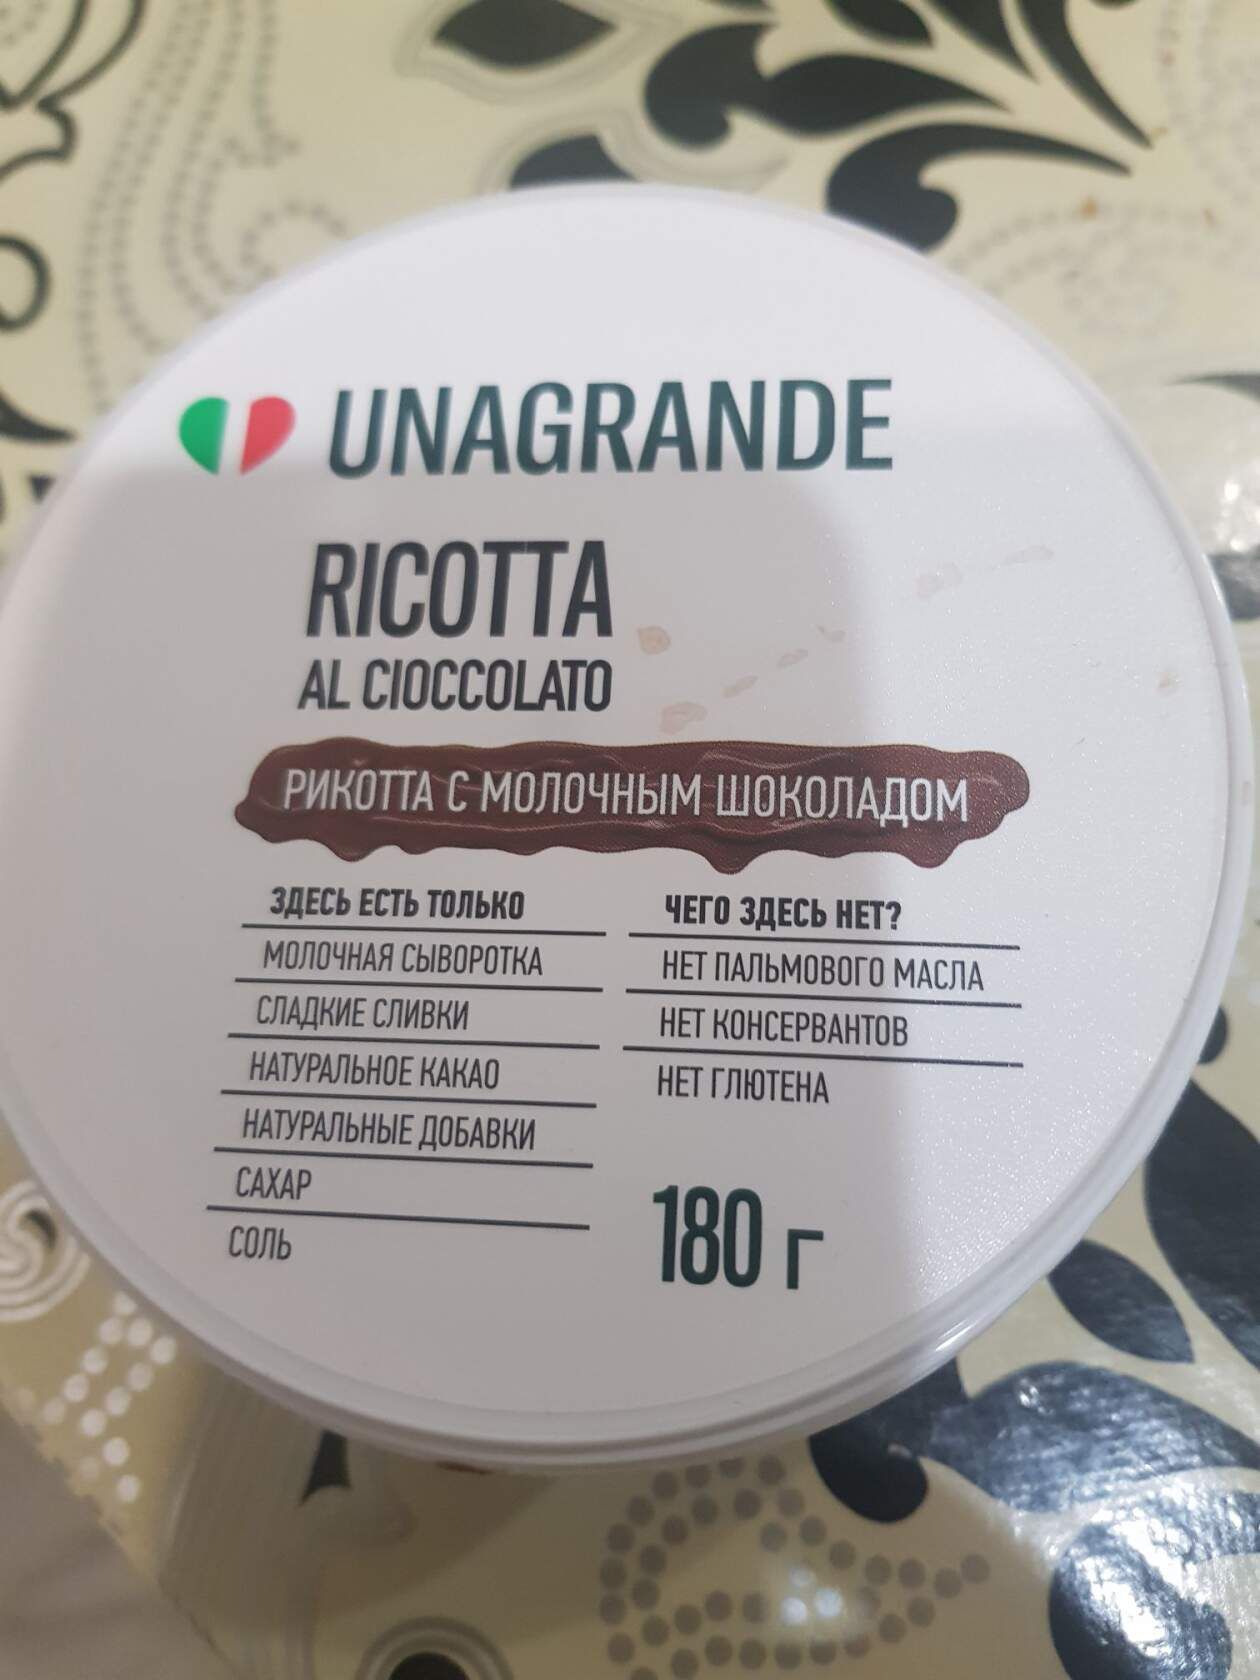 UNAGRANDE
RICOTTA
AL CIOCCOLATO
РИКОТТА С МОЛОЧНЫМ ШОКОЛАДОМ
ЗДЕСЬ ЕСТЬ ТОЛЬКО
МОЛОЧНАЯ СЫВОРОТКА
СЛАДКИЕ СЛИВКИ
НАТУРАЛЬНОЕ КАКАО
НАТУРАЛЬНЫЕ ДОБАВКИ
САХАР
СОЛЬ
ЧЕГО ЗДЕСЬ НЕТ?
НЕТ ПАЛЬМОВОГО МАСЛА
НЕТ КОНСЕРВАНТОВ
НЕТ ГЛЮТЕНА
180 г